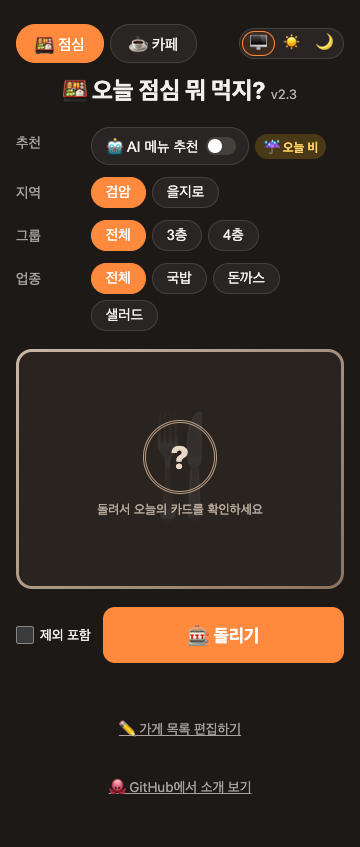 🍱 점심 ☕ 카페 🖥️ ☀️ 🌙
🍱 오늘 점심 뭐 먹지? v2.3
추천 🤖 AI 메뉴 추천 ☔ 오늘 비
지역 검암 을지로
그룹 전체 3층 4층
업종 전체 국밥 돈까스
샐러드
?
돌려서 오늘의 카드를 확인하세요
제외 포함 🎰 돌리기
✏️ 가게 목록 편집하기
🐙 GitHub에서 소개 보기